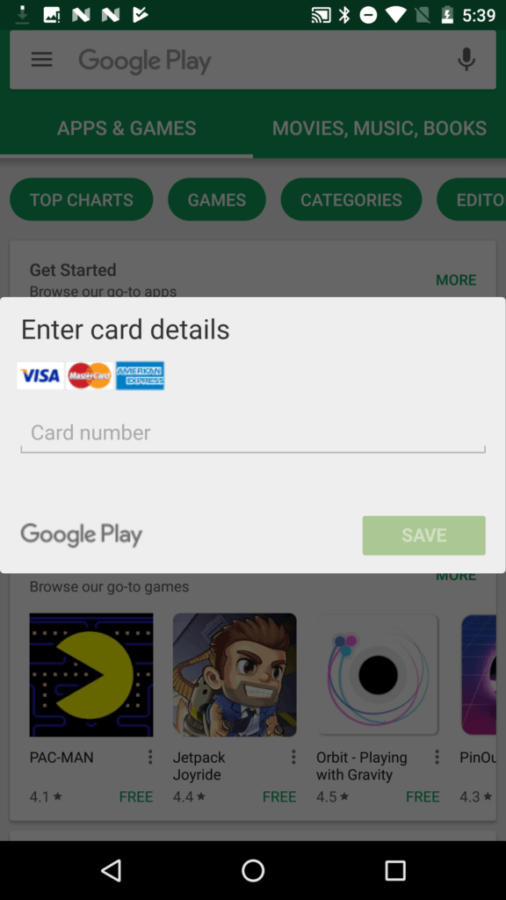 5:39
Google Play
APPS & GAMES
MOVIES, MUSIC, BOOKS
TOP CHARTS
GAMES
CATEGORIES
EDITO
Get Started
MORE
Browse our go-to apps
Enter card details
VISA MasterCard AMERICAN EXPRESS
Card number
Google Play
SAVE
MORE
Browse our go-to games
PAC-MAN
Jetpack
Joyride
Orbit - Playing
with Gravity
PinOu
4.1
FREE
4.4
FREE
4.5
FREE
4.3